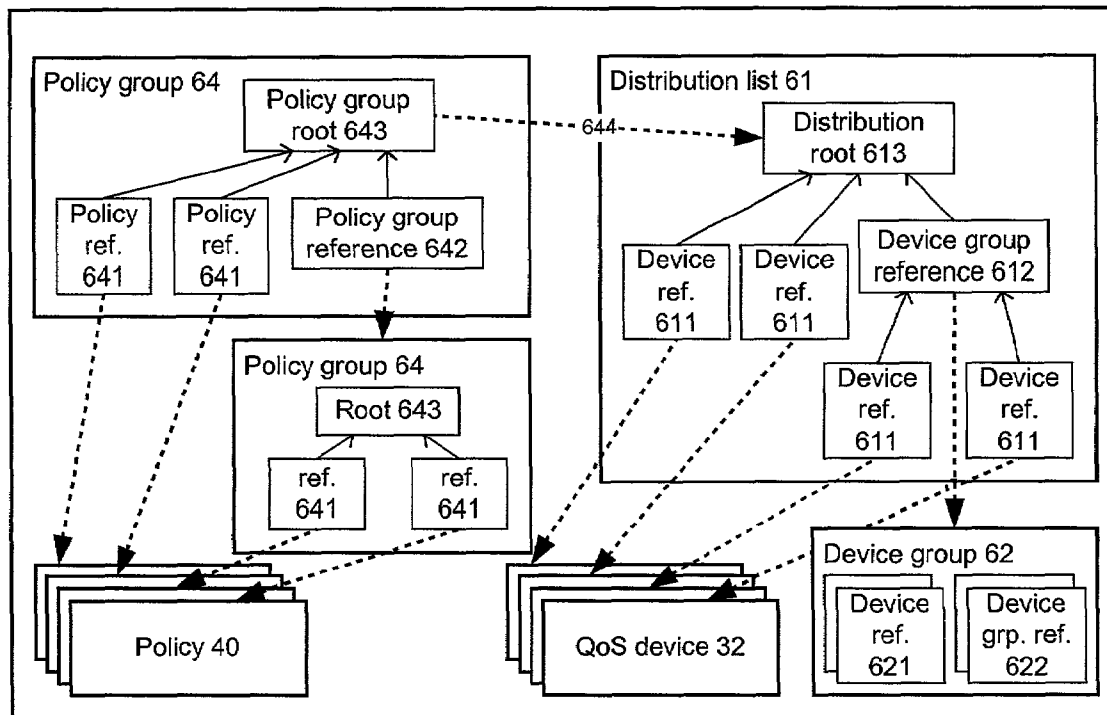 Policy group 64
Policy group
root 643
Policy
ref.
641
Policy
ref.
641
Policy group
reference 642
644
Distribution list 61
Distribution
root 613
Device
ref.
611
Device
ref.
611
Device group
reference 612
Device
ref.
611
Device
ref.
611
Policy group 64
Root 643
ref.
641
ref.
641
Policy 40
QoS device 32
Device group 62
Device
ref.
621
Device
grp. ref.
622